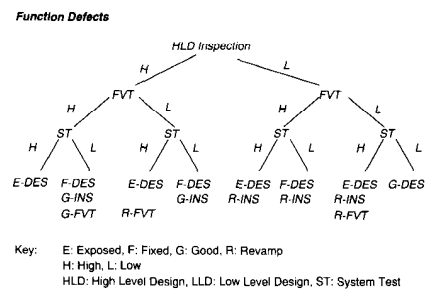 Function Defects
HLD Inspection
H L
FVT FVT
H L H L
ST ST ST ST
H L H L H L H L
E-DES F-DES E-DES F-DES E-DES F-DES E-DES G-DES
G-INS G-INS R-INS R-INS R-INS
G-FVT R-FVT R-FVT
Key: E: Exposed, F: Fixed, G: Good, R: Revamp
H: High, L: Low
HLD: High Level Design, LLD: Low Level Design, ST: System Test